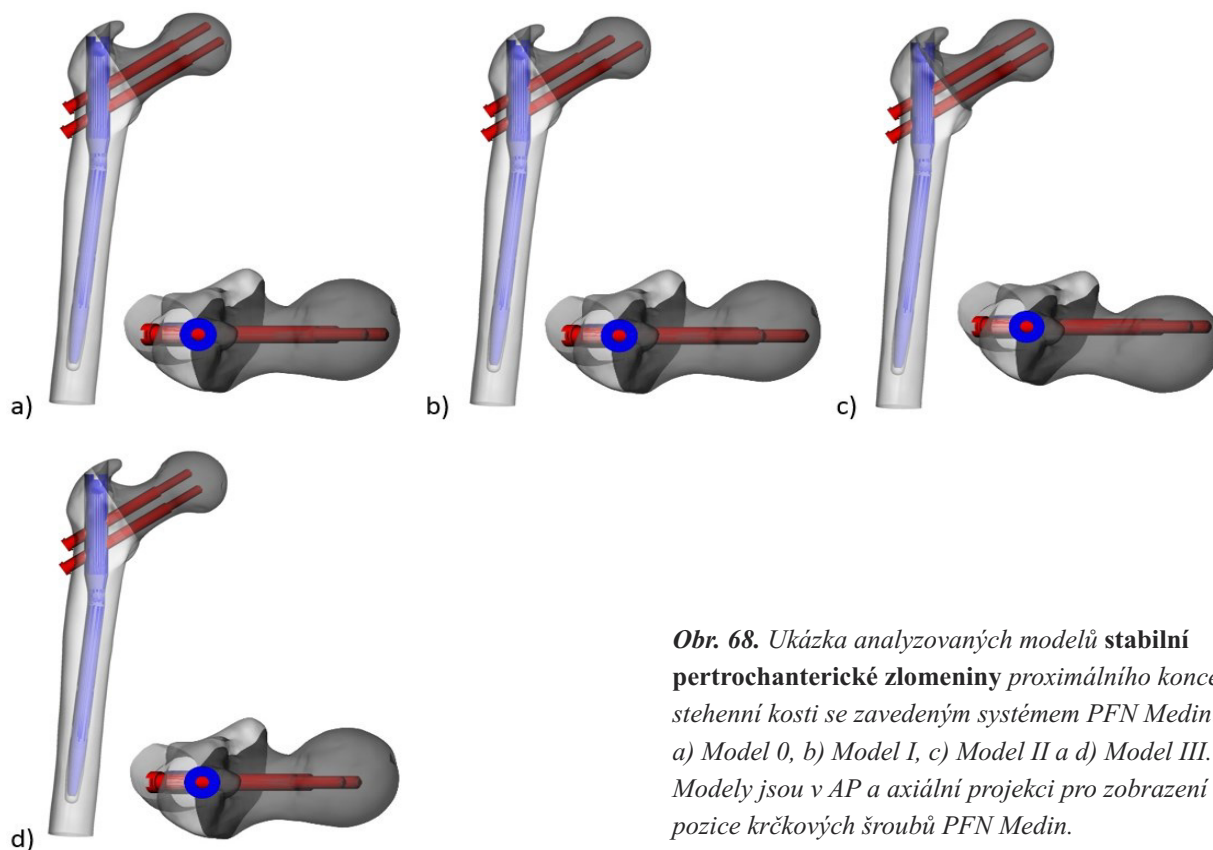 a)
b)
c)
d)
Obr. 68. Ukázka analyzovaných modelů stabilní
pertrochanterické zlomeniny proximálního konce
stehenní kosti se zavedeným systémem PFN Medin
a) Model 0, b) Model I, c) Model II a d) Model III.
Modely jsou v AP a axiální projekci pro zobrazení
pozice krčkových šroubů PFN Medin.